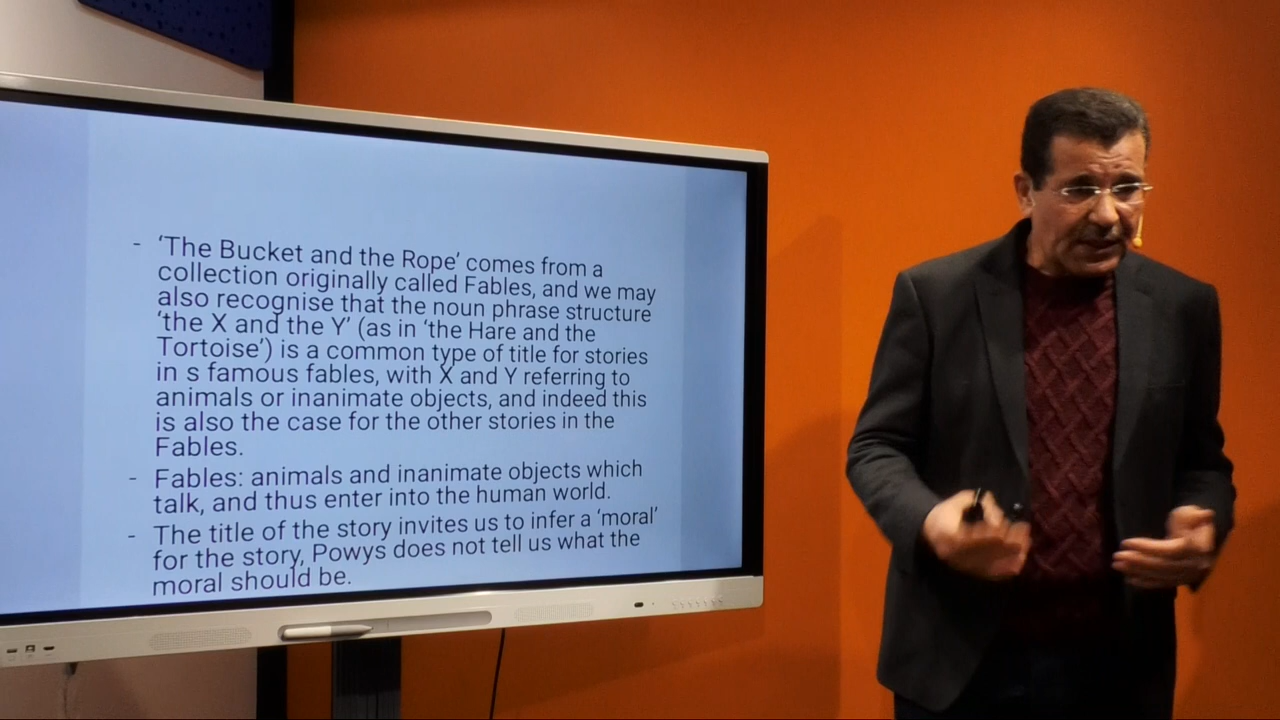 - ‘The Bucket and the Rope’ comes from a
collection originally called Fables, and we may
also recognise that the noun phrase structure
‘the X and the Y’ (as in ‘the Hare and the
Tortoise’) is a common type of title for stories
in s famous fables, with X and Y referring to
animals or inanimate objects, and indeed this
is also the case for the other stories in the
Fables.
- Fables: animals and inanimate objects which
talk, and thus enter into the human world.
- The title of the story invites us to infer a ‘moral’
for the story, Powys does not tell us what the
moral should be.